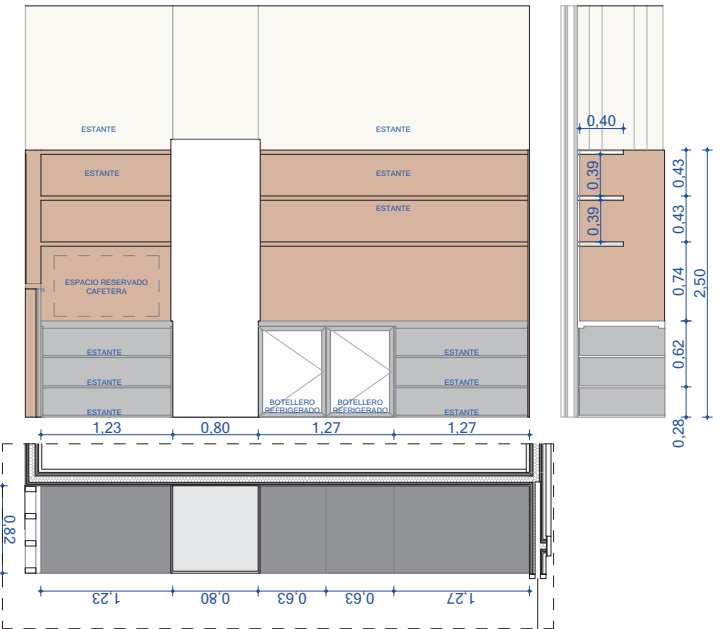 0,40
ESTANTE
ESTANTE
ESTANTE
ESTANTE
0,39
0,43
ESTANTE
0,39
0,43
ESPACIO RESERVADO
CAFETERA
0,74
2,50
ESTANTE
ESTANTE
0,62
ESTANTE
ESTANTE
BOTELLERO
REFRIGERADO
BOTELLERO
REFRIGERADO
ESTANTE
ESTANTE
0,28
1,23
0,80
1,27
1,27
0,82
1,23
0,80
0,63
0,63
1,27